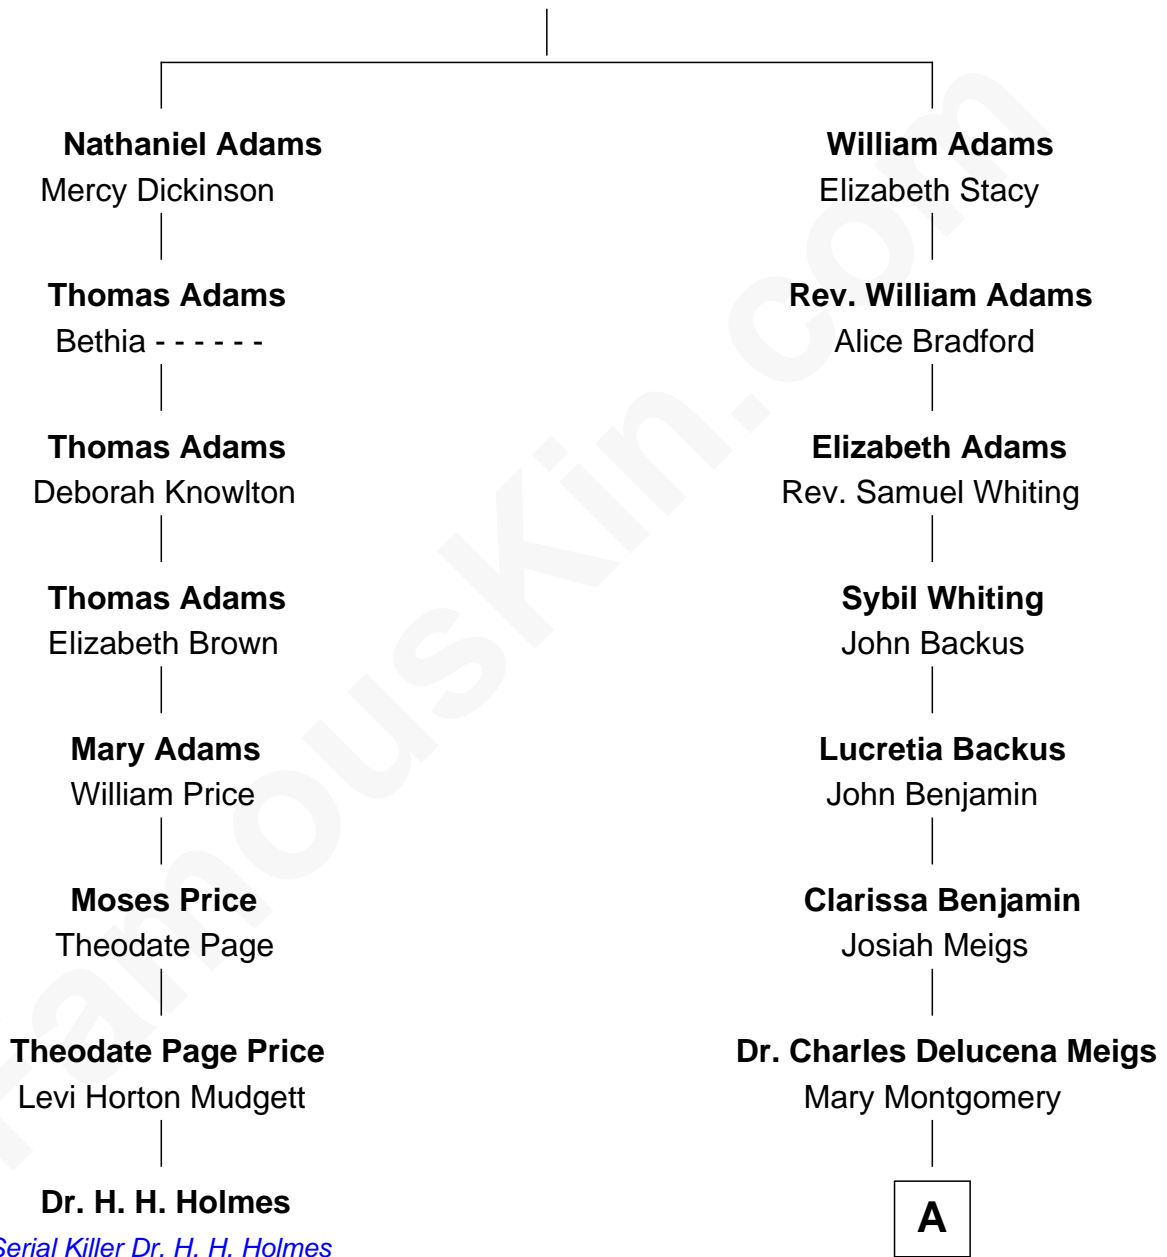 Nathaniel Adams
Mercy Dickinson
Thomas Adams
Bethia - - - - - -
Thomas Adams
Deborah Knowlton
Thomas Adams
Elizabeth Brown
Mary Adams
William Price
Moses Price
Theodate Page
Theodate Page Price
Levi Horton Mudgett
Dr. H. H. Holmes
Serial Killer Dr. H. H. Holmes
William Adams
Elizabeth Stacy
Rev. William Adams
Alice Bradford
Elizabeth Adams
Rev. Samuel Whiting
Sybil Whiting
John Backus
Lucretia Backus
John Benjamin
Clarissa Benjamin
Josiah Meigs
Dr. Charles Delucena Meigs
Mary Montgomery
A
FamousKin.com